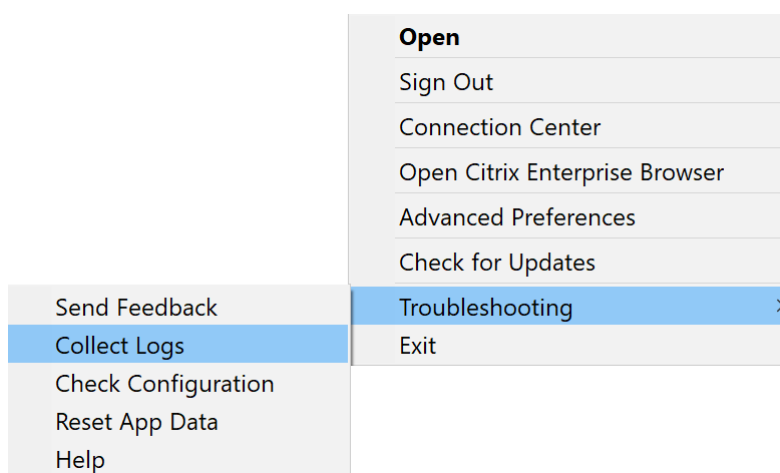 Open
Sign Out
Connection Center
Open Citrix Enterprise Browser
Advanced Preferences
Check for Updates
Troubleshooting
Exit
Send Feedback
Collect Logs
Check Configuration
Reset App Data
Help